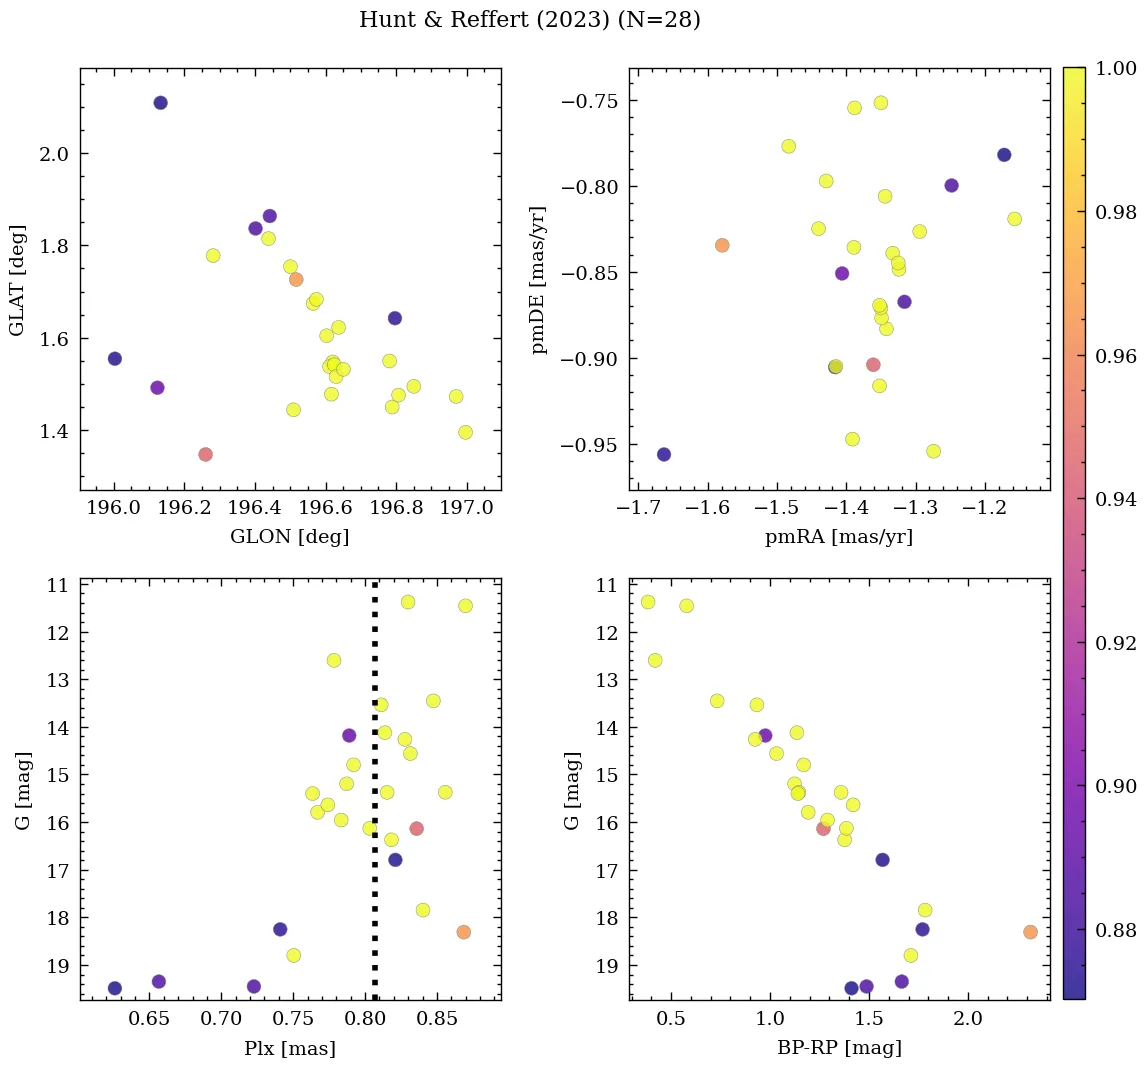 Hunt & Reffert (2023) (N=28)
GLAT [deg]
2.0
1.8
1.6
1.4
196.0 196.2 196.4 196.6 196.8 197.0
GLON [deg]
pmDE [mas/yr]
−0.75
−0.80
−0.85
−0.90
−0.95
−1.7 −1.6 −1.5 −1.4 −1.3 −1.2
pmRA [mas/yr]
G [mag]
11
12
13
14
15
16
17
18
19
0.65 0.70 0.75 0.80 0.85
Plx [mas]
G [mag]
11
12
13
14
15
16
17
18
19
0.5 1.0 1.5 2.0
BP-RP [mag]
1.00
0.98
0.96
0.94
0.92
0.90
0.88